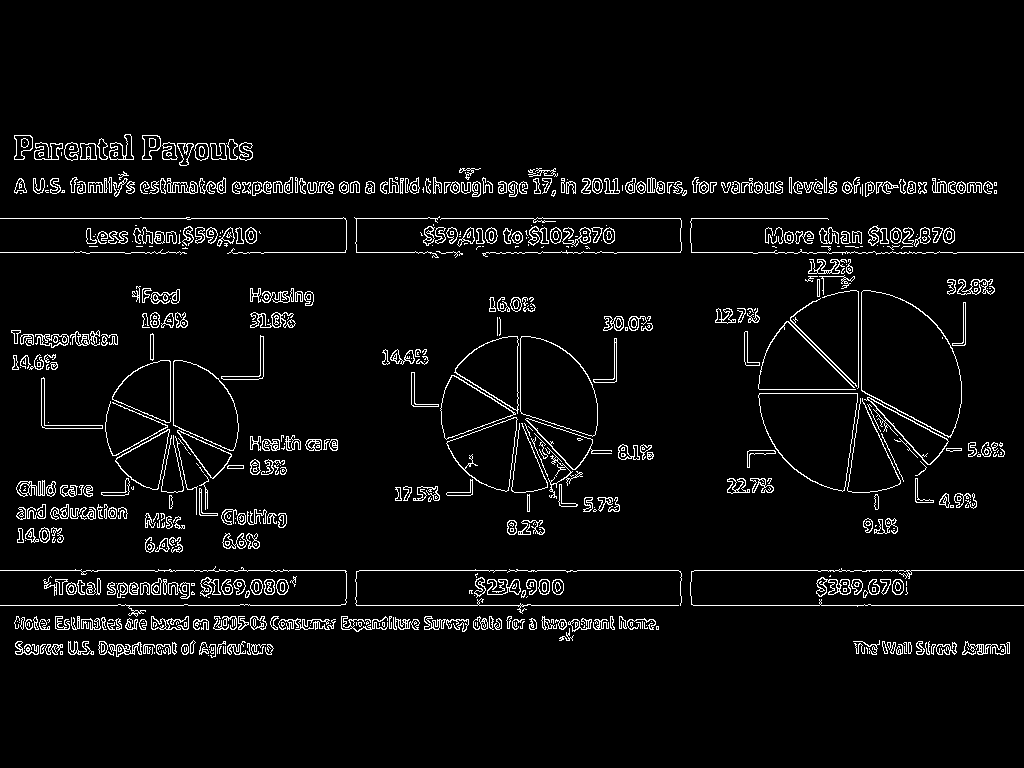 Parental Payouts
A U.S. family's estimated expenditure on a child through age 17, in 2011 dollars, for various levels of pre-tax income:
Less than $59,410
Food
18.4%
Housing
31.8%
Transportation
14.6%
Health care
8.3%
Child care
and education
14.0%
Misc.
6.4%
Clothing
6.6%
Total spending: $169,080
$59,410 to $102,870
16.0%
30.0%
14.4%
8.1%
17.5%
5.7%
8.2%
$234,900
More than $102,870
12.2%
32.8%
12.7%
5.6%
22.7%
4.9%
9.1%
$389,670
Note: Estimates are based on 2005-06 Consumer Expenditure Survey data for a two-parent home.
Source: U.S. Department of Agriculture
The Wall Street Journal